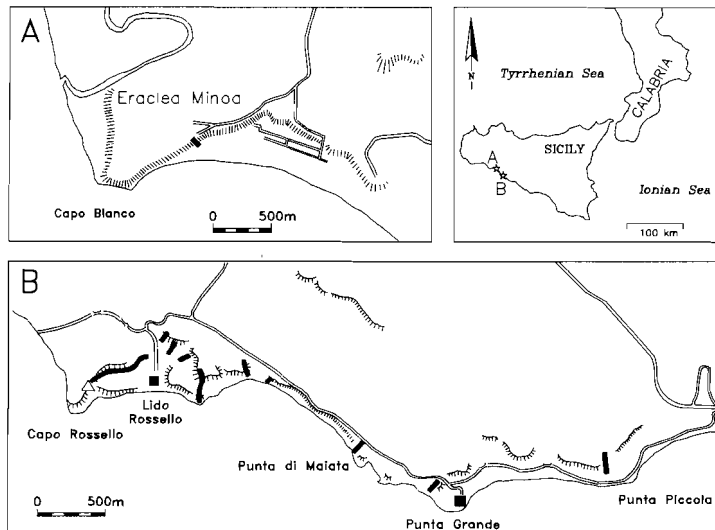 A
Eraclea Minoa
Capo Blanco
0 500m
N
Tyrrhenian Sea
CALABRIA
SICILY
A
B
Ionian Sea
100 km
B
Lido
Rossello
Capo Rossello
Punta di Maiata
Punta Grande
Punta Piccola
0 500m